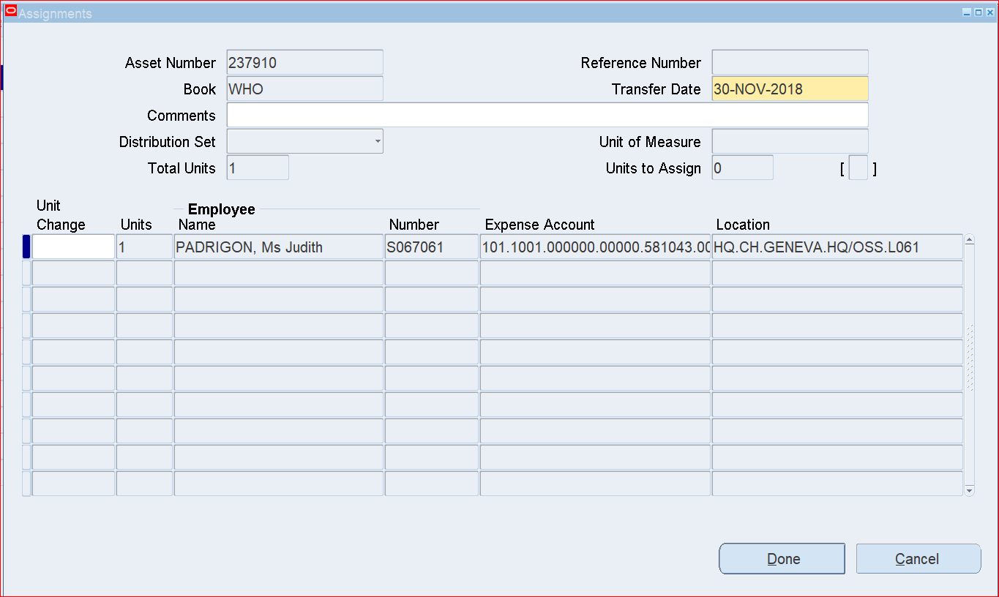 Assignments
Asset Number 237910 Reference Number
Book WHO Transfer Date 30-NOV-2018
Comments
Distribution Set Unit of Measure
Total Units 1 Units to Assign 0 [ ]
Unit Employee
Change Units Name Number Expense Account Location
1 PADRIGON, Ms Judith S067061 101.1001.000000.00000.581043.00 HQ.CH.GENEVA.HQ/OSS.L061
Done Cancel